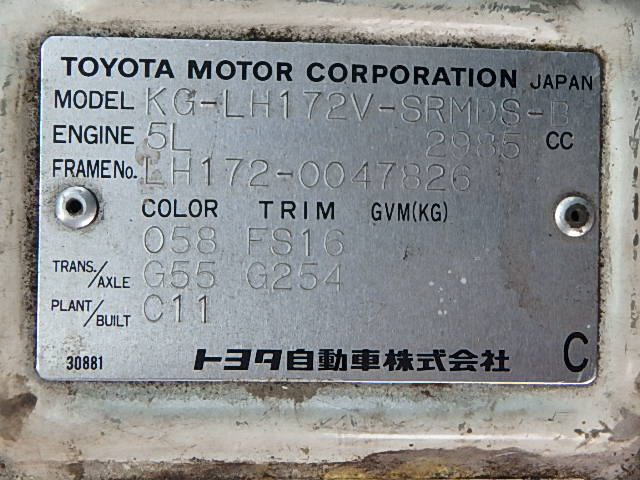 TOYOTA MOTOR CORPORATION JAPAN
MODEL KG-LH172V-SRMDS-B
ENGINE 5L 2985 CC
FRAME No. LH172-0047826
COLOR TRIM GVM(KG)
058 FS16
TRANS./AXLE G55 G254
PLANT/BUILT C11
30881 トヨタ自動車株式会社 C